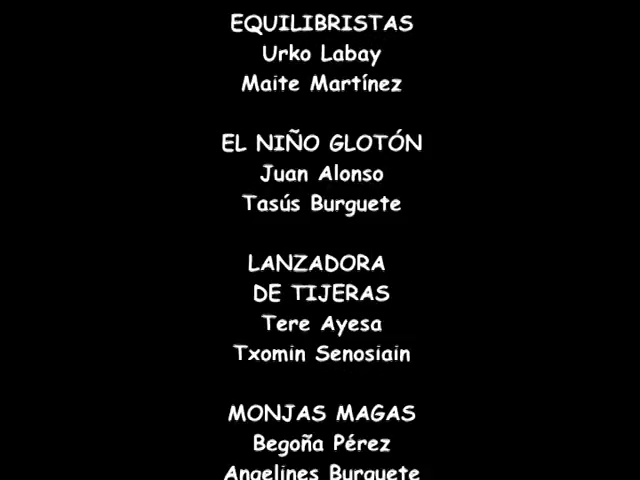 EQUILIBRISTAS
Urko Labay
Maite Martínez
EL NIÑO GLOTÓN
Juan Alonso
Tasús Burguete
LANZADORA
DE TIJERAS
Tere Ayesa
Txomin Senosiain
MONJAS MAGAS
Begoña Pérez
Angelines Burguete